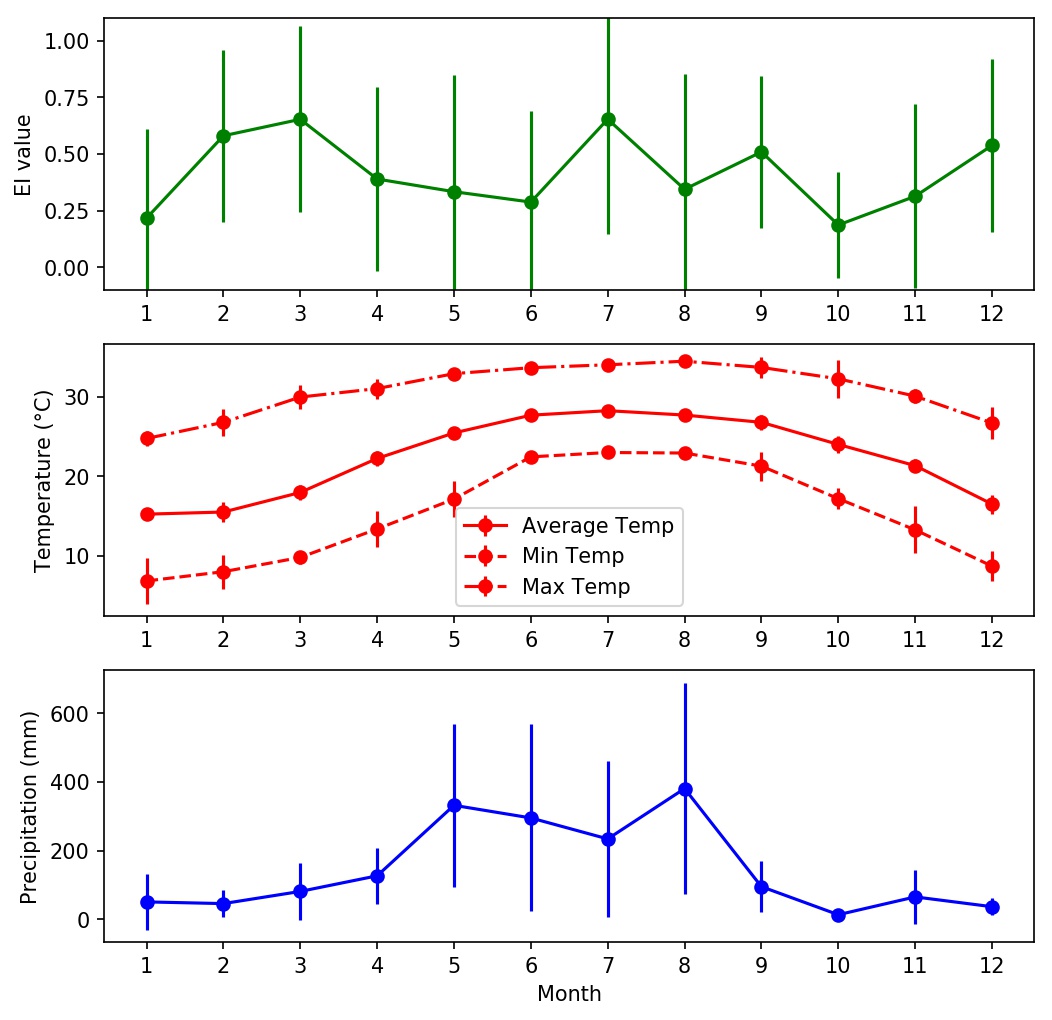 EI value
1.00
0.75
0.50
0.25
0.00
1 2 3 4 5 6 7 8 9 10 11 12
Temperature (°C)
30
20
10
Average Temp
Min Temp
Max Temp
1 2 3 4 5 6 7 8 9 10 11 12
Precipitation (mm)
600
400
200
0
1 2 3 4 5 6 7 8 9 10 11 12
Month